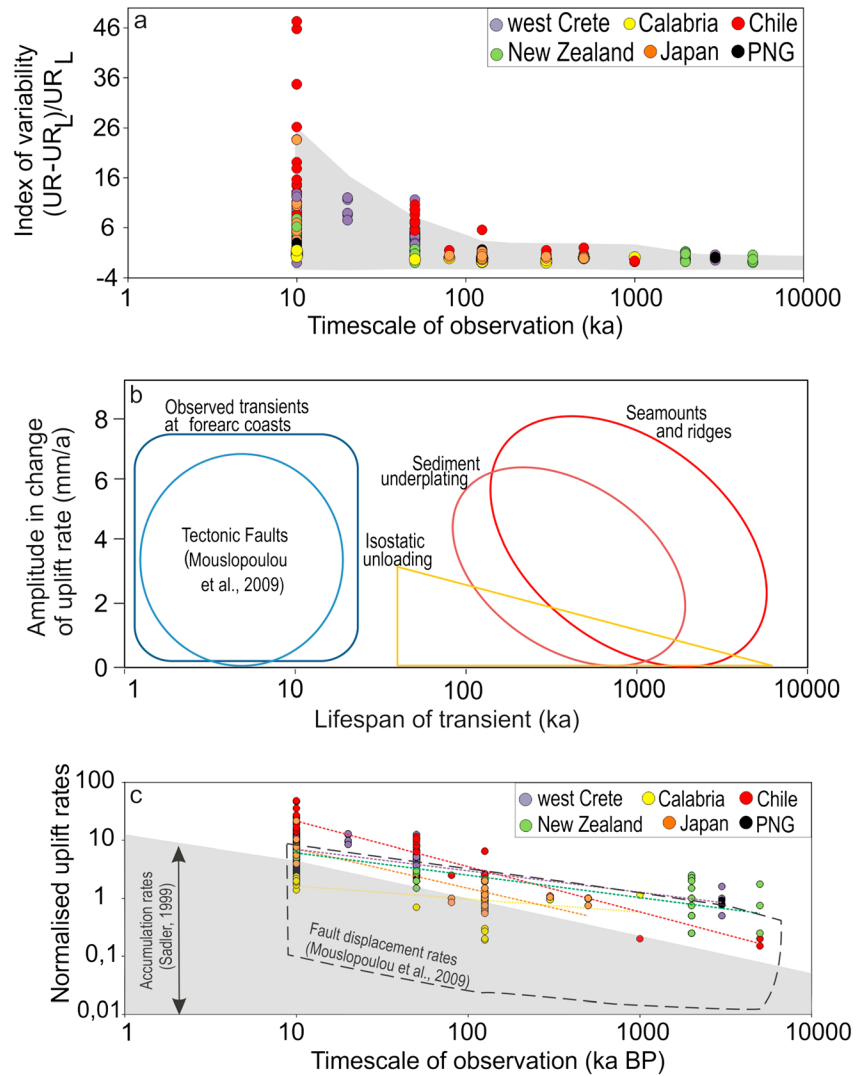 a
west Crete Calabria Chile
New Zealand Japan PNG
Index of variability
(UR-URL)/URL
46
36
26
16
6
-4
1 10 100 1000 10000
Timescale of observation (ka)
b
Observed transients
at forearc coasts
Seamounts
and ridges
Sediment
underplating
Tectonic Faults
(Mouslopoulou
et al., 2009)
Isostatic
unloading
Amplitude in change
of uplift rate (mm/a)
8
6
4
2
0
1 10 100 1000 10000
Lifespan of transient (ka)
c
west Crete Calabria Chile
New Zealand Japan PNG
Normalised uplift rates
100
10
1
0,1
0,01
Accumulation rates
(Sadler, 1999)
Fault displacement rates
(Mouslopoulou et al., 2009)
1 10 100 1000 10000
Timescale of observation (ka BP)